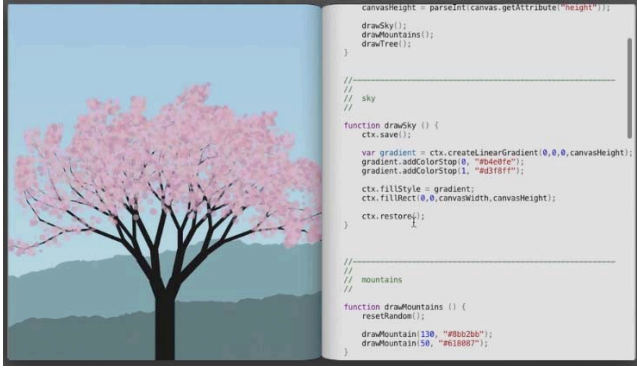 canvasHeight = parseInt(canvas.getAttribute("height"));
drawSky();
drawMountains();
drawTree();
}
//
//
// sky
//
function drawSky () {
ctx.save();
var gradient = ctx.createLinearGradient(0,0,0,canvasHeight);
gradient.addColorStop(0, "#b4e0fe");
gradient.addColorStop(1, "#d3f8ff");
ctx.fillStyle = gradient;
ctx.fillRect(0,0,canvasWidth,canvasHeight);
ctx.restore();
}
//
//
// mountains
//
function drawMountains () {
resetRandom();
drawMountain(130, "#8bb2bb");
drawMountain(50, "#618087");
}